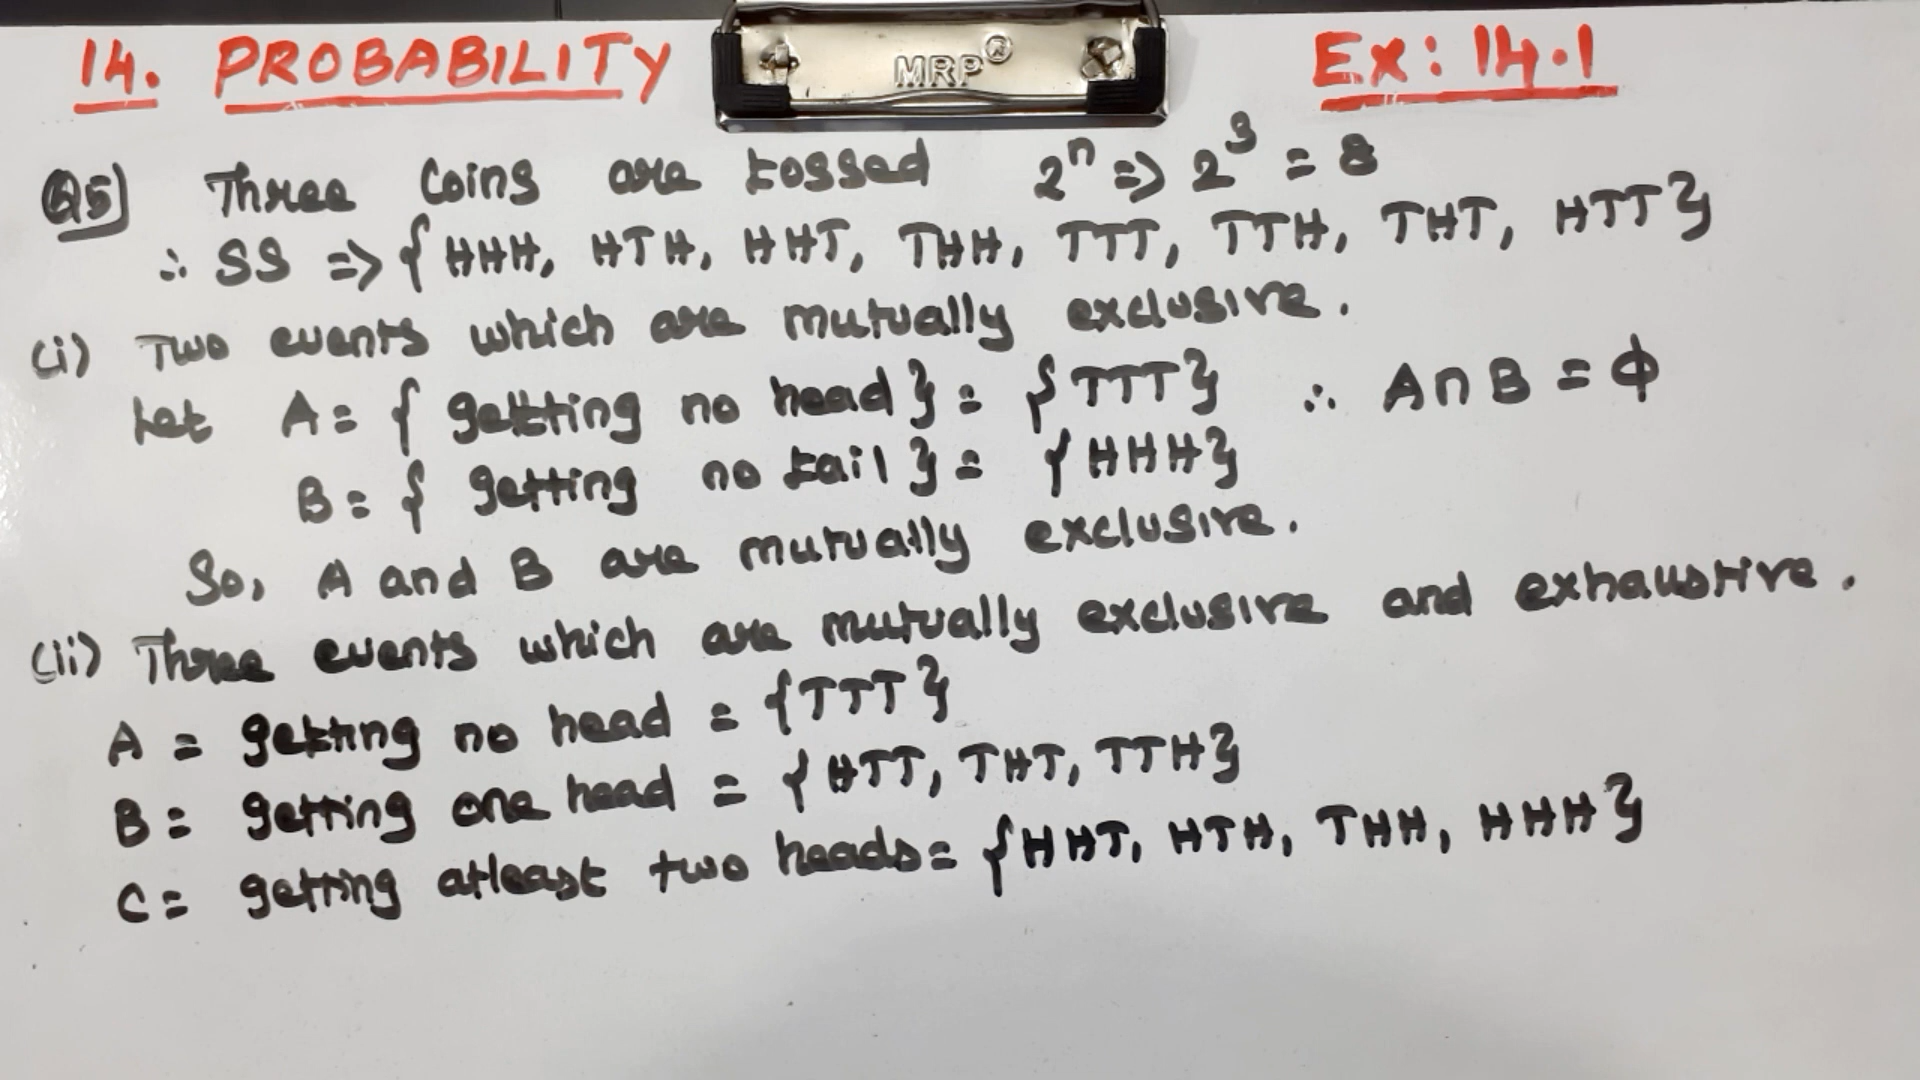 14. PROBABILITY
MRP®
Ex: 14.1
Q5) Three Coins are tossed 2ⁿ => 2³ = 8
∴ SS => { HHH, HTH, HHT, THH, TTT, TTH, THT, HTT }
(i) Two events which are mutually exclusive.
Let A = { getting no head } = { TTT } ∴ A ∩ B = ϕ
B = { getting no tail } = { HHH }
So, A and B are mutually exclusive.
(ii) Three events which are mutually exclusive and exhaustive.
A = getting no head = { TTT }
B = getting one head = { HTT, THT, TTH }
C = getting atleast two heads = { HHT, HTH, THH, HHH }